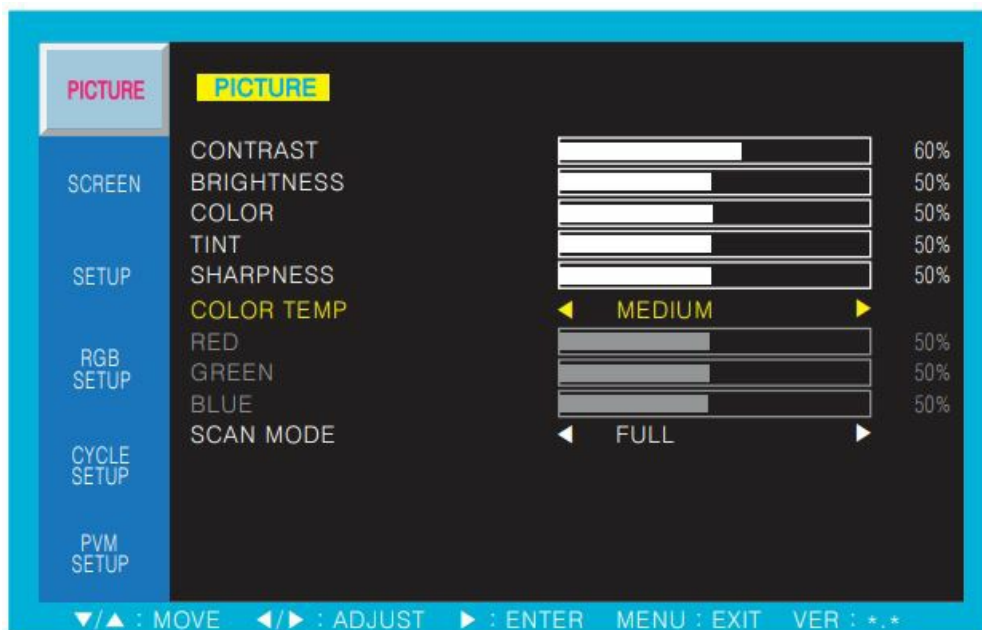 PICTURE
SCREEN
SETUP
RGB
SETUP
CYCLE
SETUP
PVM
SETUP
PICTURE
CONTRAST 60%
BRIGHTNESS 50%
COLOR 50%
TINT 50%
SHARPNESS 50%
COLOR TEMP ◀ MEDIUM ▶
RED 50%
GREEN 50%
BLUE 50%
SCAN MODE ◀ FULL ▶
▼/▲ : MOVE ◀/▶ : ADJUST ▶ : ENTER MENU : EXIT VER : *.*